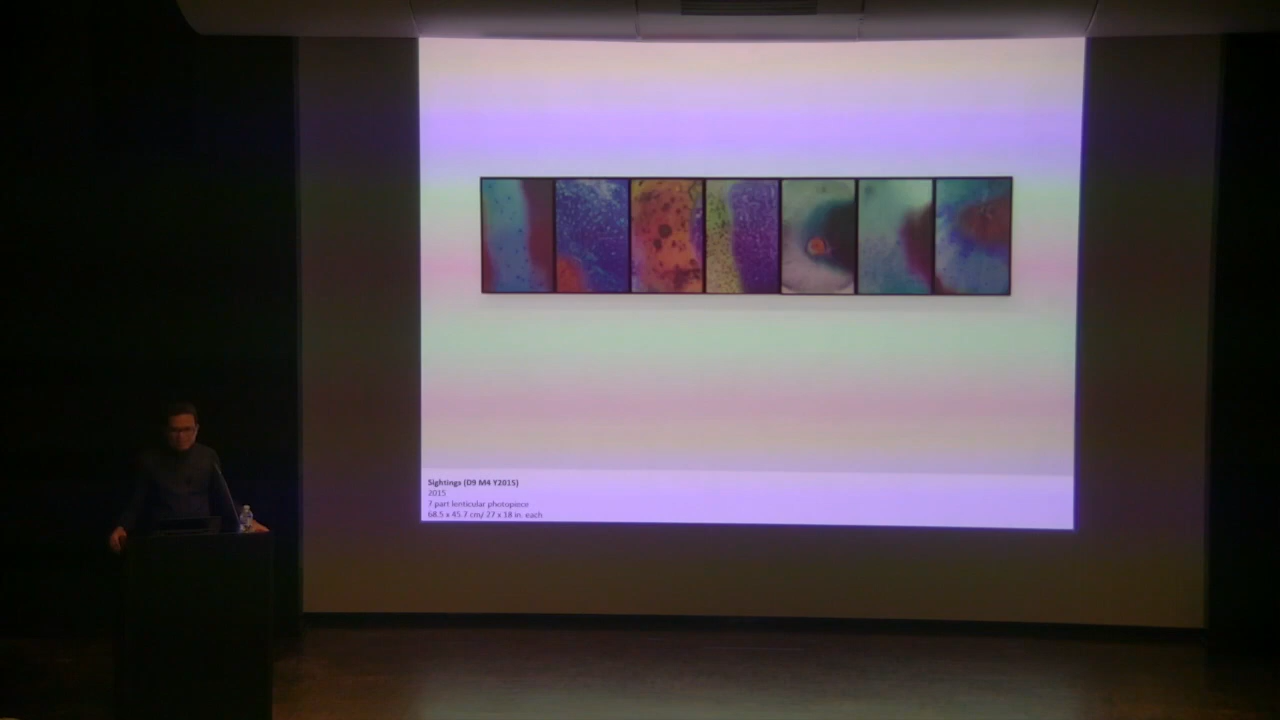 Sightings (D9 M4 Y2015)
2015
7 part lenticular photopiece
68.5 x 45.7 cm/ 27 x 18 in. each